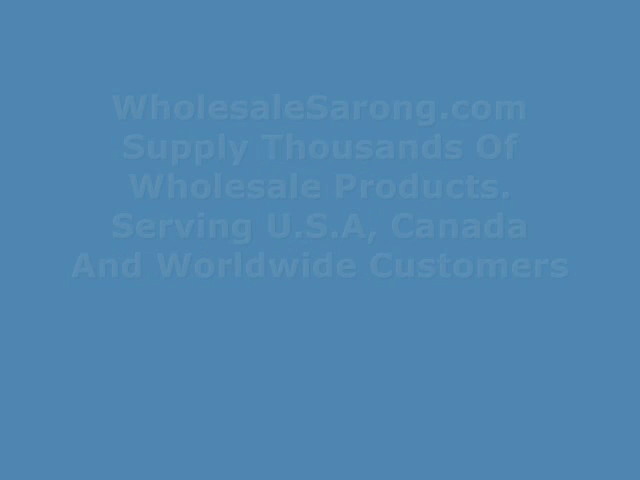 WholesaleSarong.com
Supply Thousands Of
Wholesale Products.
Serving U.S.A, Canada
And Worldwide Customers